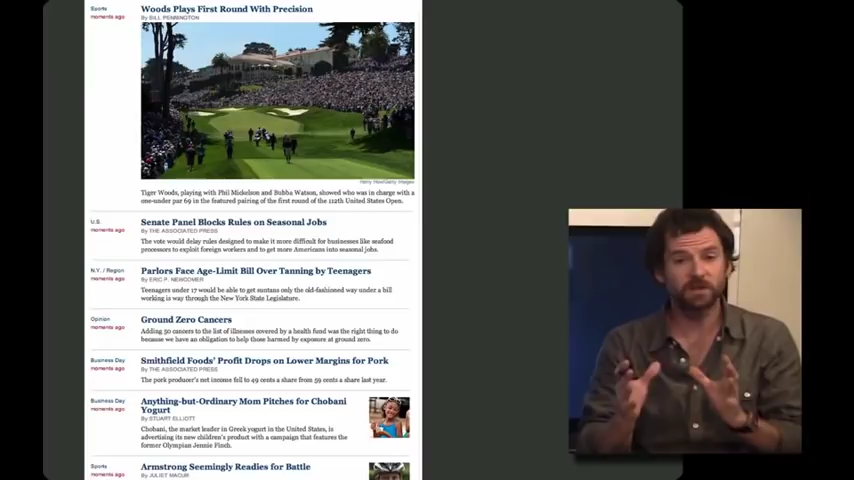 Sports
moments ago
Woods Plays First Round With Precision
By BILL PENNINGTON
Harry How/Getty Images
Tiger Woods, playing with Phil Mickelson and Bubba Watson, showed who was in charge with a
one-under par 69 in the featured pairing of the first round of the 112th United States Open.
U.S.
moments ago
Senate Panel Blocks Rules on Seasonal Jobs
By THE ASSOCIATED PRESS
The vote would delay rules designed to make it more difficult for businesses like seafood
processors to exploit foreign workers and to get more Americans into seasonal jobs.
N.Y. / Region
moments ago
Parlors Face Age-Limit Bill Over Tanning by Teenagers
By ERIC P. NEWCOMER
Teenagers under 17 would be able to get suntans only the old-fashioned way under a bill
working is way through the New York State Legislature.
Opinion
moments ago
Ground Zero Cancers
Adding 50 cancers to the list of illnesses covered by a health fund was the right thing to do
because we have an obligation to help those harmed by exposure at ground zero.
Business Day
moments ago
Smithfield Foods' Profit Drops on Lower Margins for Pork
By THE ASSOCIATED PRESS
The pork producer's net income fell to 49 cents a share from 59 cents a share last year.
Business Day
moments ago
Anything-but-Ordinary Mom Pitches for Chobani
Yogurt
By STUART ELLIOTT
Chobani, the market leader in Greek yogurt in the United States, is
advertising its new children's product with a campaign that features the
former Olympian Jennie Finch.
Sports
moments ago
Armstrong Seemingly Readies for Battle
By JULIET MACUR